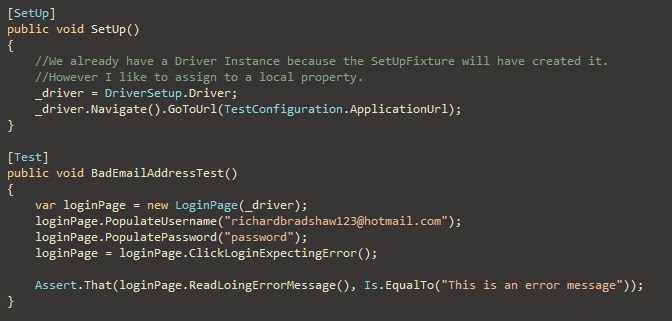 [SetUp]
public void SetUp()
{
//We already have a Driver Instance because the SetUpFixture will have created it.
//However I like to assign to a local property.
_driver = DriverSetup.Driver;
_driver.Navigate().GoToUrl(TestConfiguration.ApplicationUrl);
}
[Test]
public void BadEmailAddressTest()
{
var loginPage = new LoginPage(_driver);
loginPage.PopulateUsername("richardbradshaw123@hotmail.com");
loginPage.PopulatePassword("password");
loginPage = loginPage.ClickLoginExpectingError();
Assert.That(loginPage.ReadLoingErrorMessage(), Is.EqualTo("This is an error message"));
}